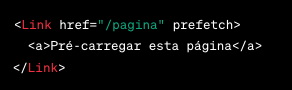 <Link href="/pagina" prefetch>
  <a>Pré-carregar esta página</a>
</Link>